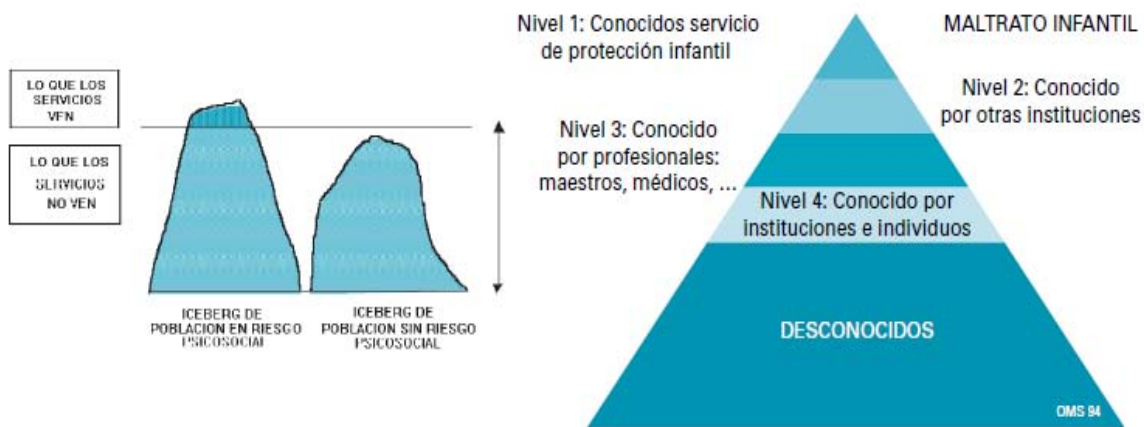 LO QUE LOS
SERVICIOS
VEN
LO QUE LOS
SERVICIOS
NO VEN
ICEBERG DE
POBLACION EN RIESGO
PSICOSOCIAL
ICEBERG DE
POBLACION SIN RIESGO
PSICOSOCIAL
Nivel 1: Conocidos servicio
de protección infantil
MALTRATO INFANTIL
Nivel 2: Conocido
por otras instituciones
Nivel 3: Conocido
por profesionales:
maestros, médicos, ...
Nivel 4: Conocido por
instituciones e individuos
DESCONOCIDOS
OMS 94